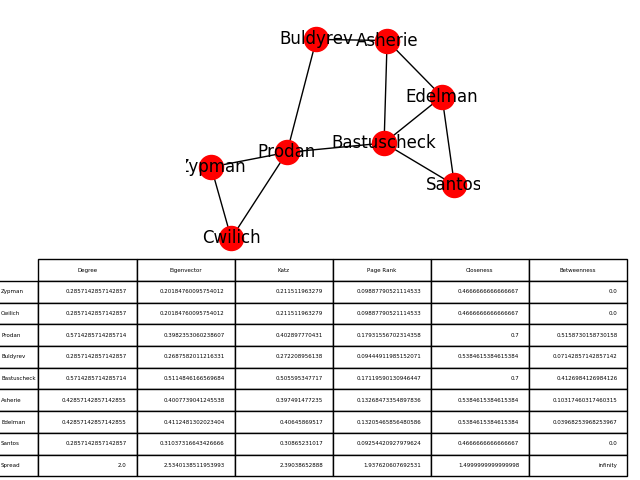 Buldyrev Asherie
Edelman
Prodan Bastuscheck
Zypman
Santos
Cwilich
Degree Eigenvector Katz Page Rank Closeness Betweenness
Zypman 0.2857142857142857 0.20184760095754012 0.211511963279 0.09887790521114533 0.4666666666666667 0.0
Cwilich 0.2857142857142857 0.20184760095754012 0.211511963279 0.09887790521114533 0.4666666666666667 0.0
Prodan 0.5714285714285714 0.3982353060238607 0.402897770431 0.17931556702314358 0.7 0.5158730158730158
Buldyrev 0.2857142857142857 0.2687582011216331 0.272208956138 0.09444911985152071 0.5384615384615384 0.07142857142857142
Bastuscheck 0.5714285714285714 0.5114846166569684 0.505595347717 0.17119590130946447 0.7 0.4126984126984126
Asherie 0.42857142857142855 0.4007739041245538 0.397491477235 0.13268473354897836 0.5384615384615384 0.10317460317460315
Edelman 0.42857142857142855 0.4112481302023404 0.40645869517 0.13205465856480586 0.5384615384615384 0.03968253968253967
Santos 0.2857142857142857 0.31037316643426666 0.30865231017 0.09254420927979624 0.4666666666666667 0.0
Spread 2.0 2.5340138511953993 2.39038652888 1.937620607692531 1.4999999999999998 infinity